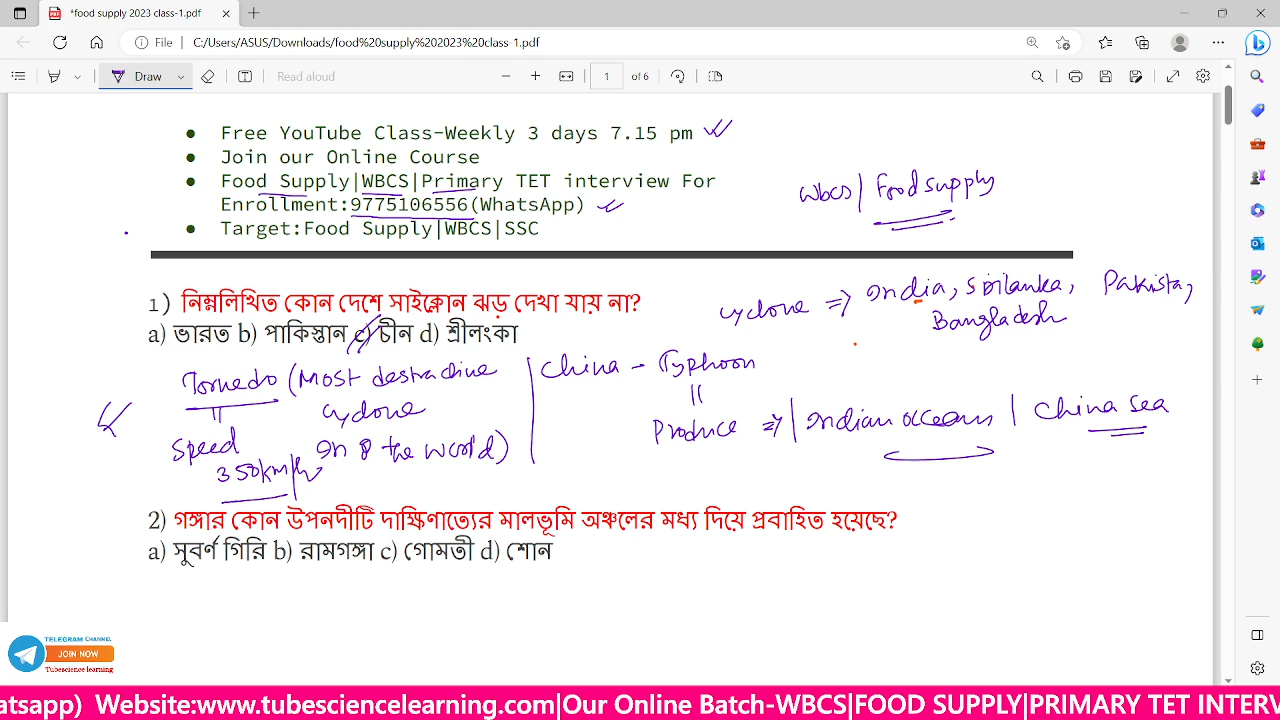 *food supply 2023 class-1.pdf
File C:/Users/ASUS/Downloads/food%20supply%202023%20class-1.pdf
Draw Read aloud 1 of 6
Free YouTube Class-Weekly 3 days 7.15 pm
Join our Online Course
Food Supply|WBCS|Primary TET interview For
Enrollment:9775106556(WhatsApp)
Target:Food Supply|WBCS|SSC
Wbcs| Food supply
1) নিম্নলিখিত কোন দেশে সাইক্লোন ঝড় দেখা যায় না?
a) ভারত b) পাকিস্তান c) চীন d) শ্রীলংকা
cyclone ⇒ India, Srilanka, Pakista,
Bangladesh
Tornedo (Most destractine
cyclone
In the world)
Speed
350km/h
China - Typhoon
Produce ⇒ | Indian oceans | China sea
2) গঙ্গার কোন উপনদীটি দাক্ষিণাত্যের মালভূমি অঞ্চলের মধ্য দিয়ে প্রবাহিত হয়েছে?
a) সুবর্ণ গিরি b) রামগঙ্গা c) গোমতী d) শোন
TELEGRAM CHANNEL
JOIN NOW
Tubescience learning
atsapp) Website:www.tubesciencelearning.com|Our Online Batch-WBCS|FOOD SUPPLY|PRIMARY TET INTERV